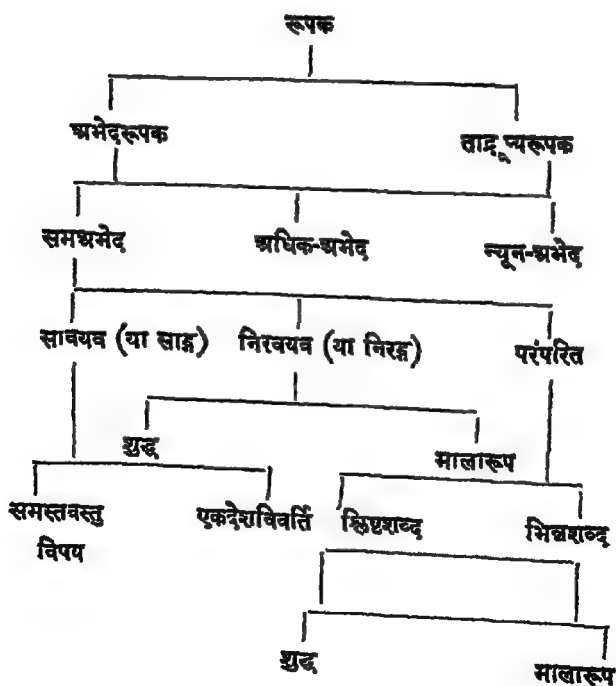 रूपक
अभेदरूपक ताद्रूप्यरूपक
समअभेद अधिक-अभेद न्यून-अभेद
सावयव (या साङ्ग) निरवयव (या निरङ्ग) परंपरित
शुद्ध
मालारूप
समस्तवस्तु एकदेशविवर्ति श्लिष्टशब्द भिन्नशब्द
विषय
शुद्ध मालारूप